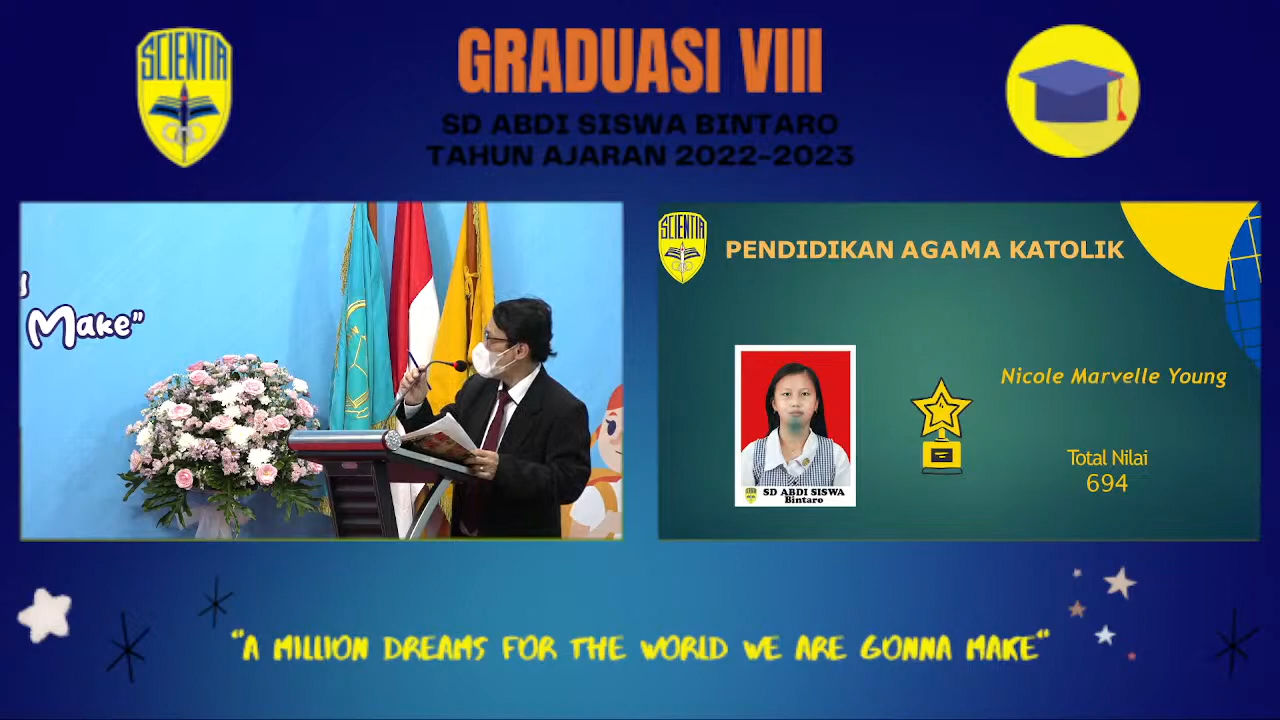 SCIENTIA
GRADUASI VIII
SD ABDI SISWA BINTARO
TAHUN AJARAN 2022-2023
Make"
SCIENTIA
PENDIDIKAN AGAMA KATOLIK
Nicole Marvelle Young
Total Nilai
694
SD ABDI SISWA
Bintaro
"A MILLION DREAMS FOR THE WORLD WE ARE GONNA MAKE"